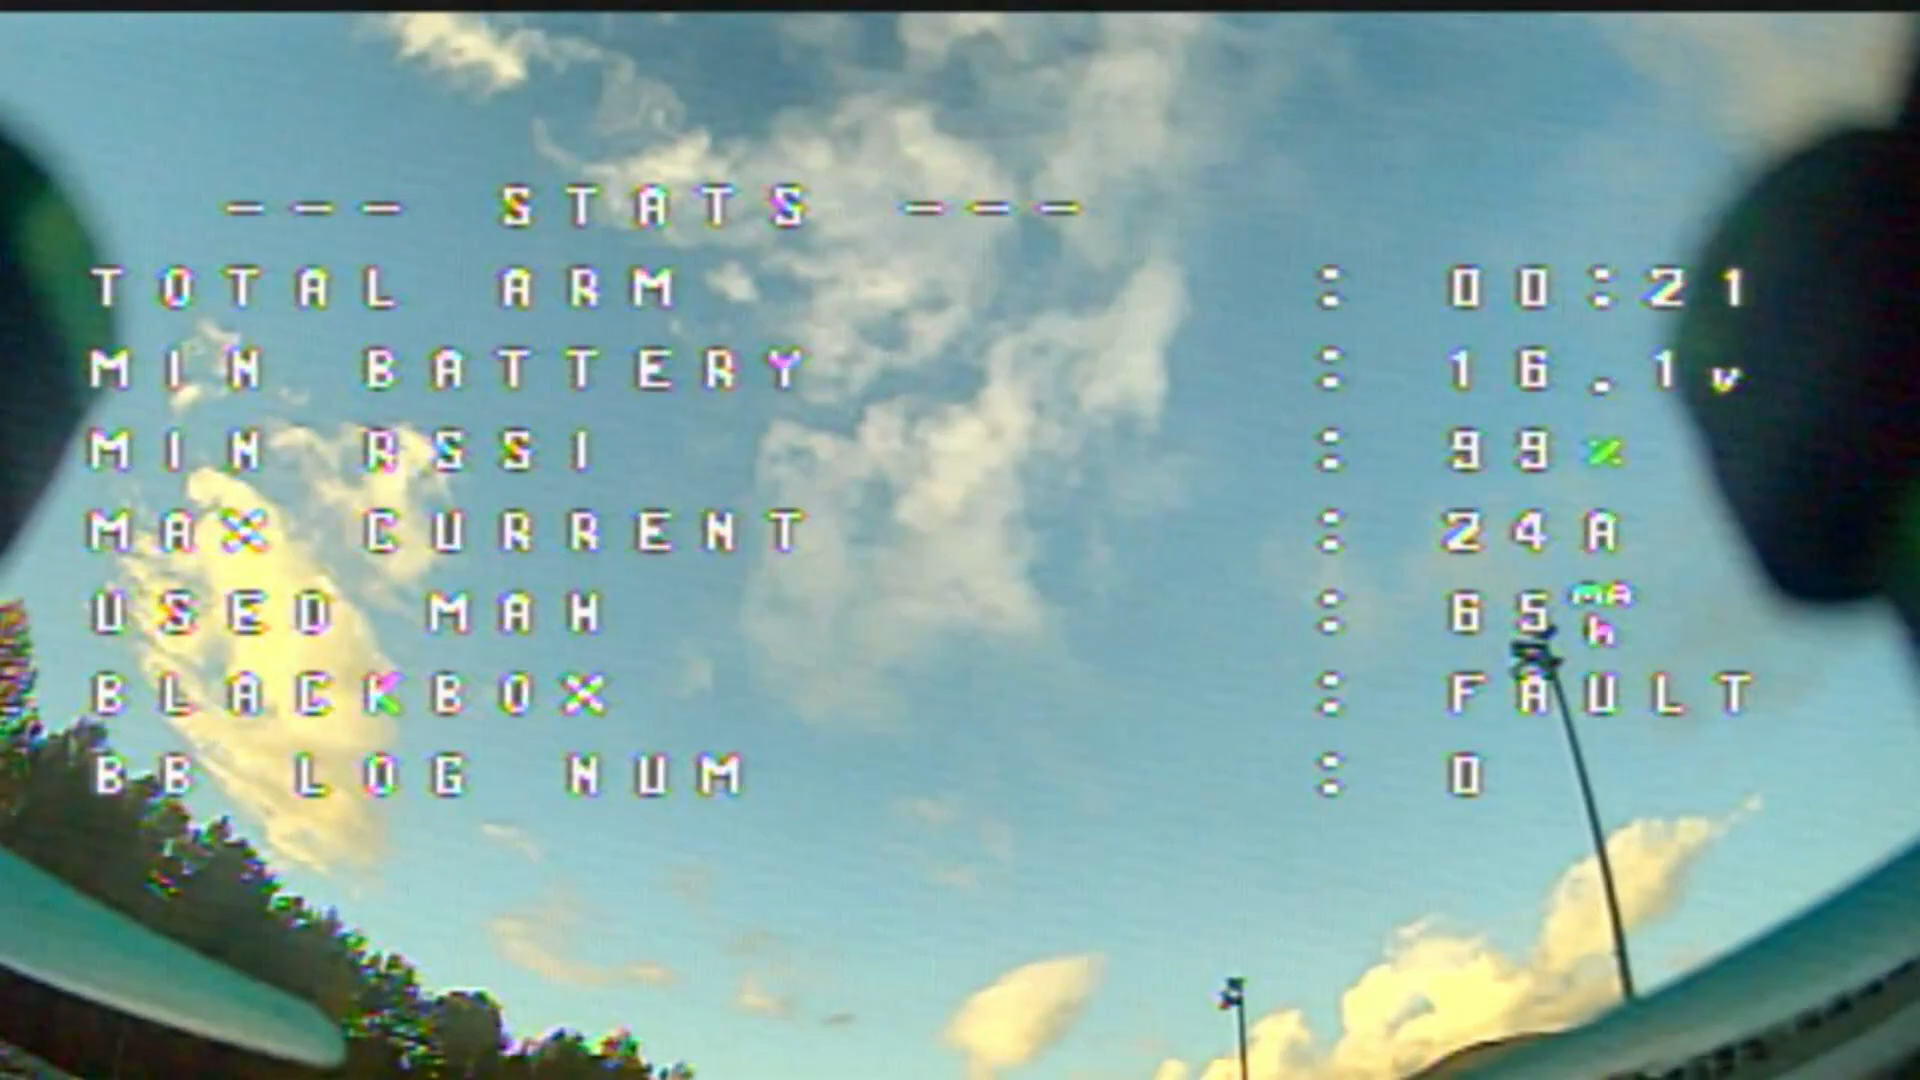 --- STATS ---
TOTAL ARM : 00:21
MIN BATTERY : 16.1v
MIN RSSI : 99%
MAX CURRENT : 24A
USED MAH : 65mAh
BLACKBOX : FAULT
BB LOG NUM : 0